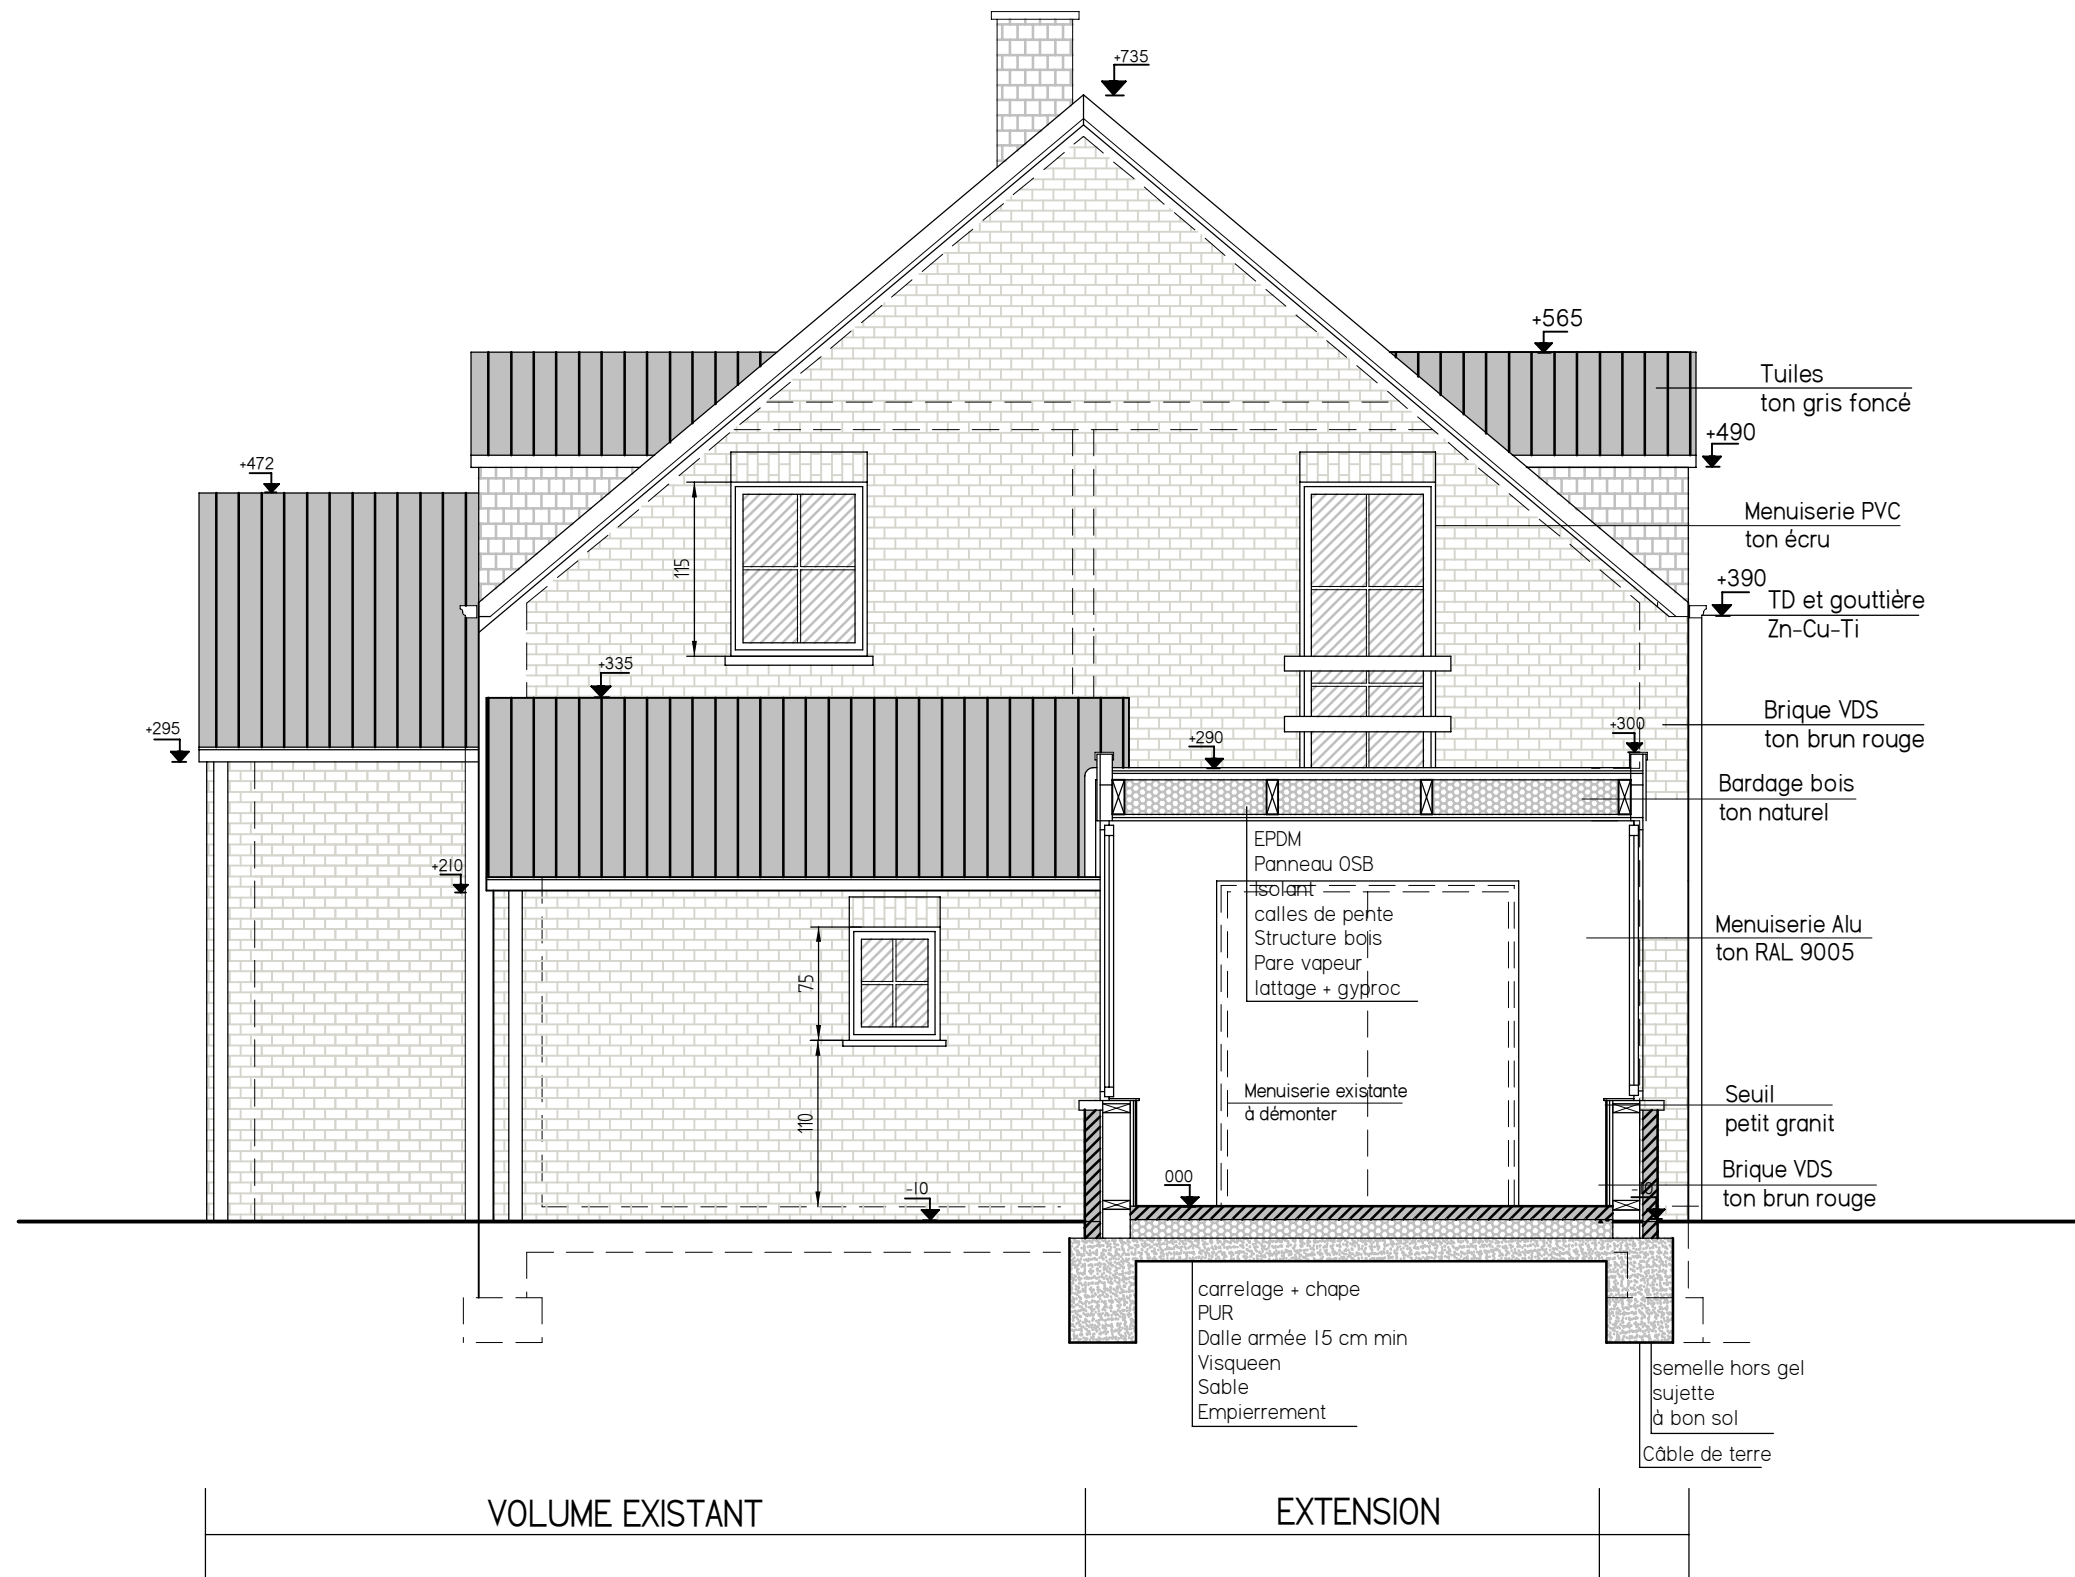 +735
+565
Tuiles
ton gris foncé
+490
+472
Menuiserie PVC
ton écru
115
+390
TD et gouttière
Zn-Cu-Ti
+335
+295
+290
+300
Brique VDS
ton brun rouge
Bardage bois
ton naturel
+210
EPDM
Panneau OSB
Isolant
calles de pente
Structure bois
Pare vapeur
lattage + gyproc
Menuiserie Alu
ton RAL 9005
75
110
Menuiserie existante
à démonter
Seuil
petit granit
Brique VDS
ton brun rouge
000
-10
-10
carrelage + chape
PUR
Dalle armée 15 cm min
Visqueen
Sable
Empierrement
semelle hors gel
sujette
à bon sol
Câble de terre
VOLUME EXISTANT
EXTENSION